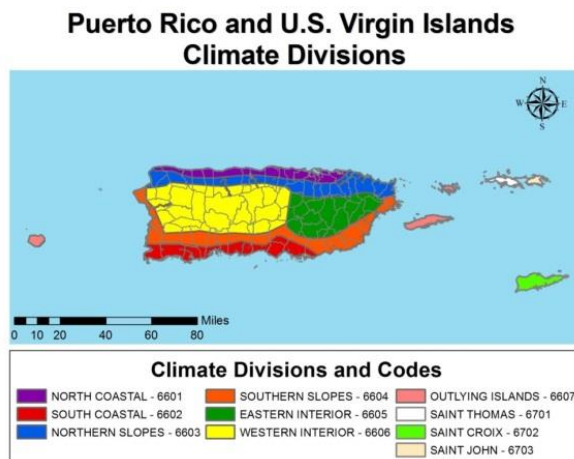 Puerto Rico and U.S. Virgin Islands
Climate Divisions
N
W E
S
Miles
0 10 20 40 60 80
Climate Divisions and Codes
NORTH COASTAL - 6601
SOUTH COASTAL - 6602
NORTHERN SLOPES - 6603
SOUTHERN SLOPES - 6604
EASTERN INTERIOR - 6605
WESTERN INTERIOR - 6606
OUTLYING ISLANDS - 6607
SAINT THOMAS - 6701
SAINT CROIX - 6702
SAINT JOHN - 6703